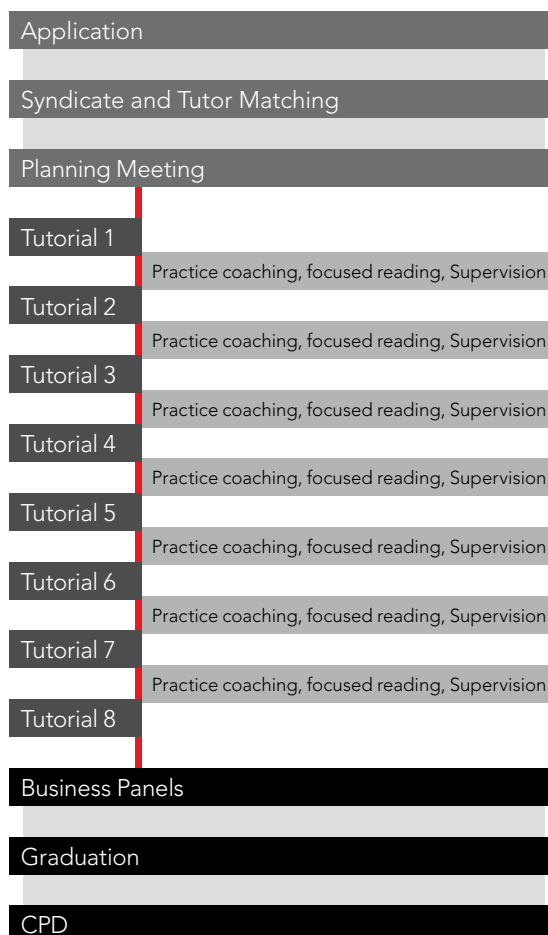 Application
Syndicate and Tutor Matching
Planning Meeting
Tutorial 1
Practice coaching, focused reading, Supervision
Tutorial 2
Practice coaching, focused reading, Supervision
Tutorial 3
Practice coaching, focused reading, Supervision
Tutorial 4
Practice coaching, focused reading, Supervision
Tutorial 5
Practice coaching, focused reading, Supervision
Tutorial 6
Practice coaching, focused reading, Supervision
Tutorial 7
Practice coaching, focused reading, Supervision
Tutorial 8
Business Panels
Graduation
CPD